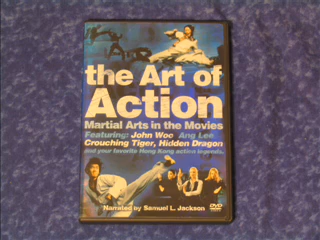 the Art of
Action
Martial Arts in the Movies
Featuring: John Woo Ang Lee
Crouching Tiger, Hidden Dragon
and your favorite Hong Kong action legends.
Narrated by Samuel L. Jackson
DVD